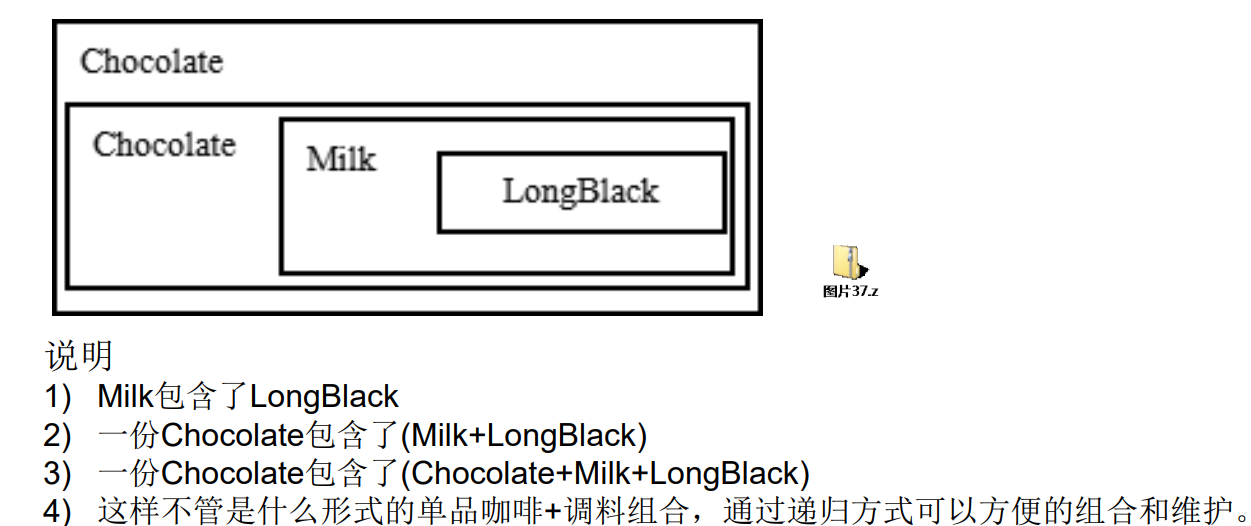 Chocolate
Chocolate
Milk
LongBlack
图片37.z
说明
1) Milk包含了LongBlack
2) 一份Chocolate包含了(Milk+LongBlack)
3) 一份Chocolate包含了(Chocolate+Milk+LongBlack)
4) 这样不管是什么形式的单品咖啡+调料组合，通过递归方式可以方便的组合和维护。